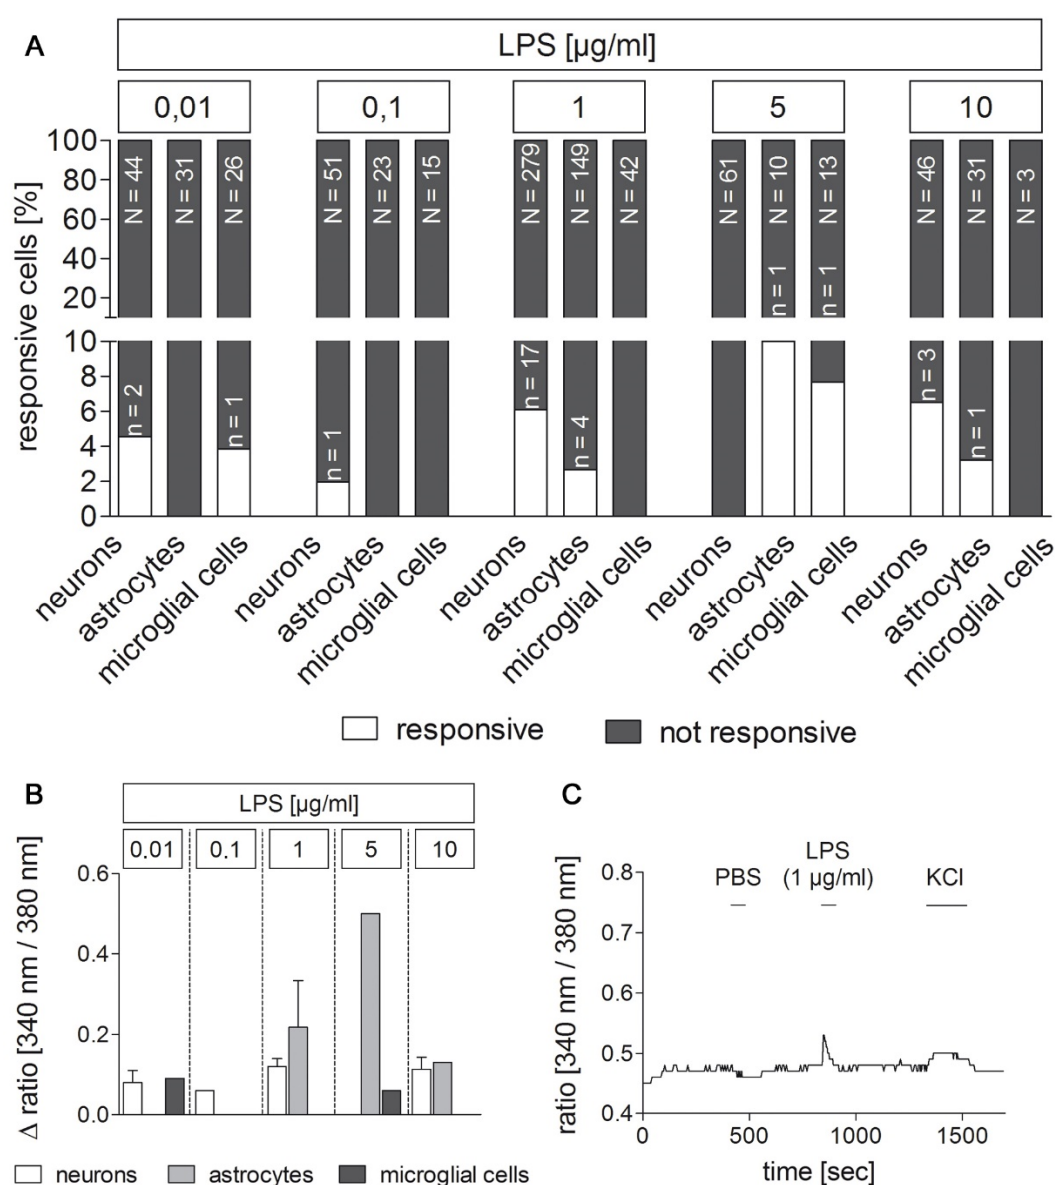 A
LPS [µg/ml]
0,01 0,1 1 5 10
responsive cells [%]
100
80
60
40
20
10
8
6
4
2
0
N = 44 N = 31 N = 26 N = 51 N = 23 N = 15 N = 279 N = 149 N = 42 N = 61 N = 10 N = 13 N = 46 N = 31 N = 3
n = 2 n = 1 n = 1 n = 17 n = 4 n = 1 n = 1 n = 3 n = 1
neurons astrocytes microglial cells neurons astrocytes microglial cells neurons astrocytes microglial cells neurons astrocytes microglial cells neurons astrocytes microglial cells
responsive not responsive
B
LPS [µg/ml]
0.01 0.1 1 5 10
Δ ratio [340 nm / 380 nm]
0.6
0.4
0.2
0.0
neurons astrocytes microglial cells
C
ratio [340 nm / 380 nm]
0.8
0.7
0.6
0.5
0.4
PBS
LPS
(1 µg/ml)
KCl
0 500 1000 1500
time [sec]